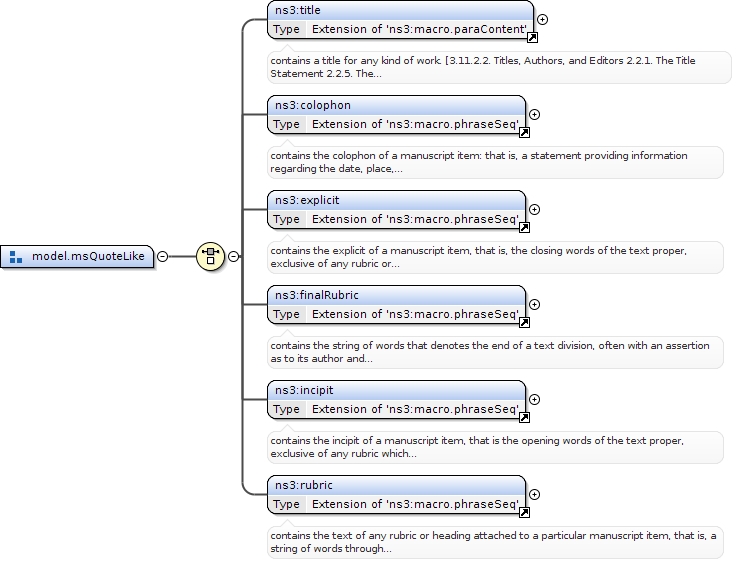 ns3:title
Type Extension of 'ns3:macro.paraContent'
contains a title for any kind of work. [3.11.2.2. Titles, Authors, and Editors 2.2.1. The Title
Statement 2.2.5. The...
ns3:colophon
Type Extension of 'ns3:macro.phraseSeq'
contains the colophon of a manuscript item: that is, a statement providing information
regarding the date, place,...
ns3:explicit
Type Extension of 'ns3:macro.phraseSeq'
contains the explicit of a manuscript item, that is, the closing words of the text proper,
exclusive of any rubric or...
model.msQuoteLike
ns3:finalRubric
Type Extension of 'ns3:macro.phraseSeq'
contains the string of words that denotes the end of a text division, often with an assertion
as to its author and...
ns3:incipit
Type Extension of 'ns3:macro.phraseSeq'
contains the incipit of a manuscript item, that is the opening words of the text proper,
exclusive of any rubric which...
ns3:rubric
Type Extension of 'ns3:macro.phraseSeq'
contains the text of any rubric or heading attached to a particular manuscript item, that is, a
string of words through...